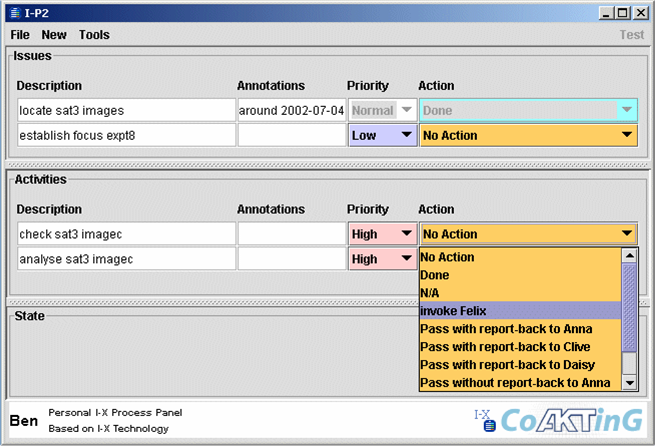 I-P2
File New Tools Test
Issues
Description Annotations Priority Action
locate sat3 images around 2002-07-04 Normal Done
establish focus expt8 Low No Action
Activities
Description Annotations Priority Action
check sat3 imagec High No Action
analyse sat3 imagec High
No Action
Done
N/A
invoke Felix
Pass with report-back to Anna
Pass with report-back to Clive
Pass with report-back to Daisy
Pass without report-back to Anna
State
Ben
Personal I-X Process Panel
Based on I-X Technology
I-X
CoAKTinG